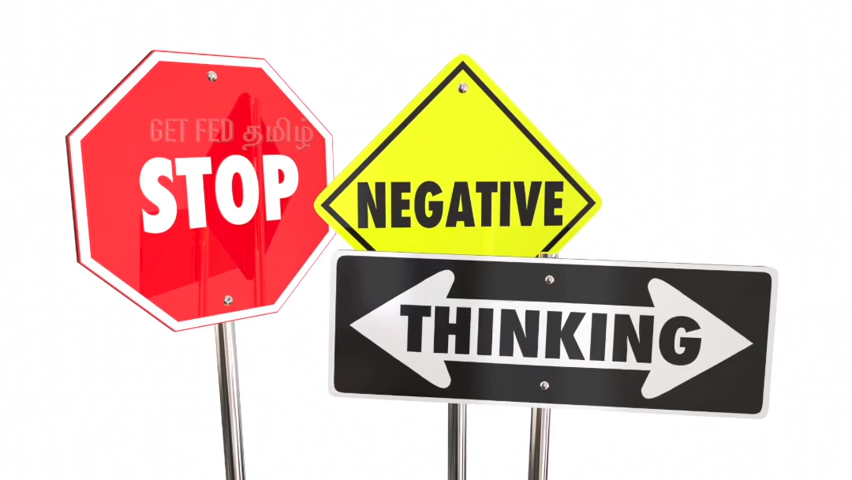 GET FED தமிழ்
STOP
NEGATIVE
THINKING